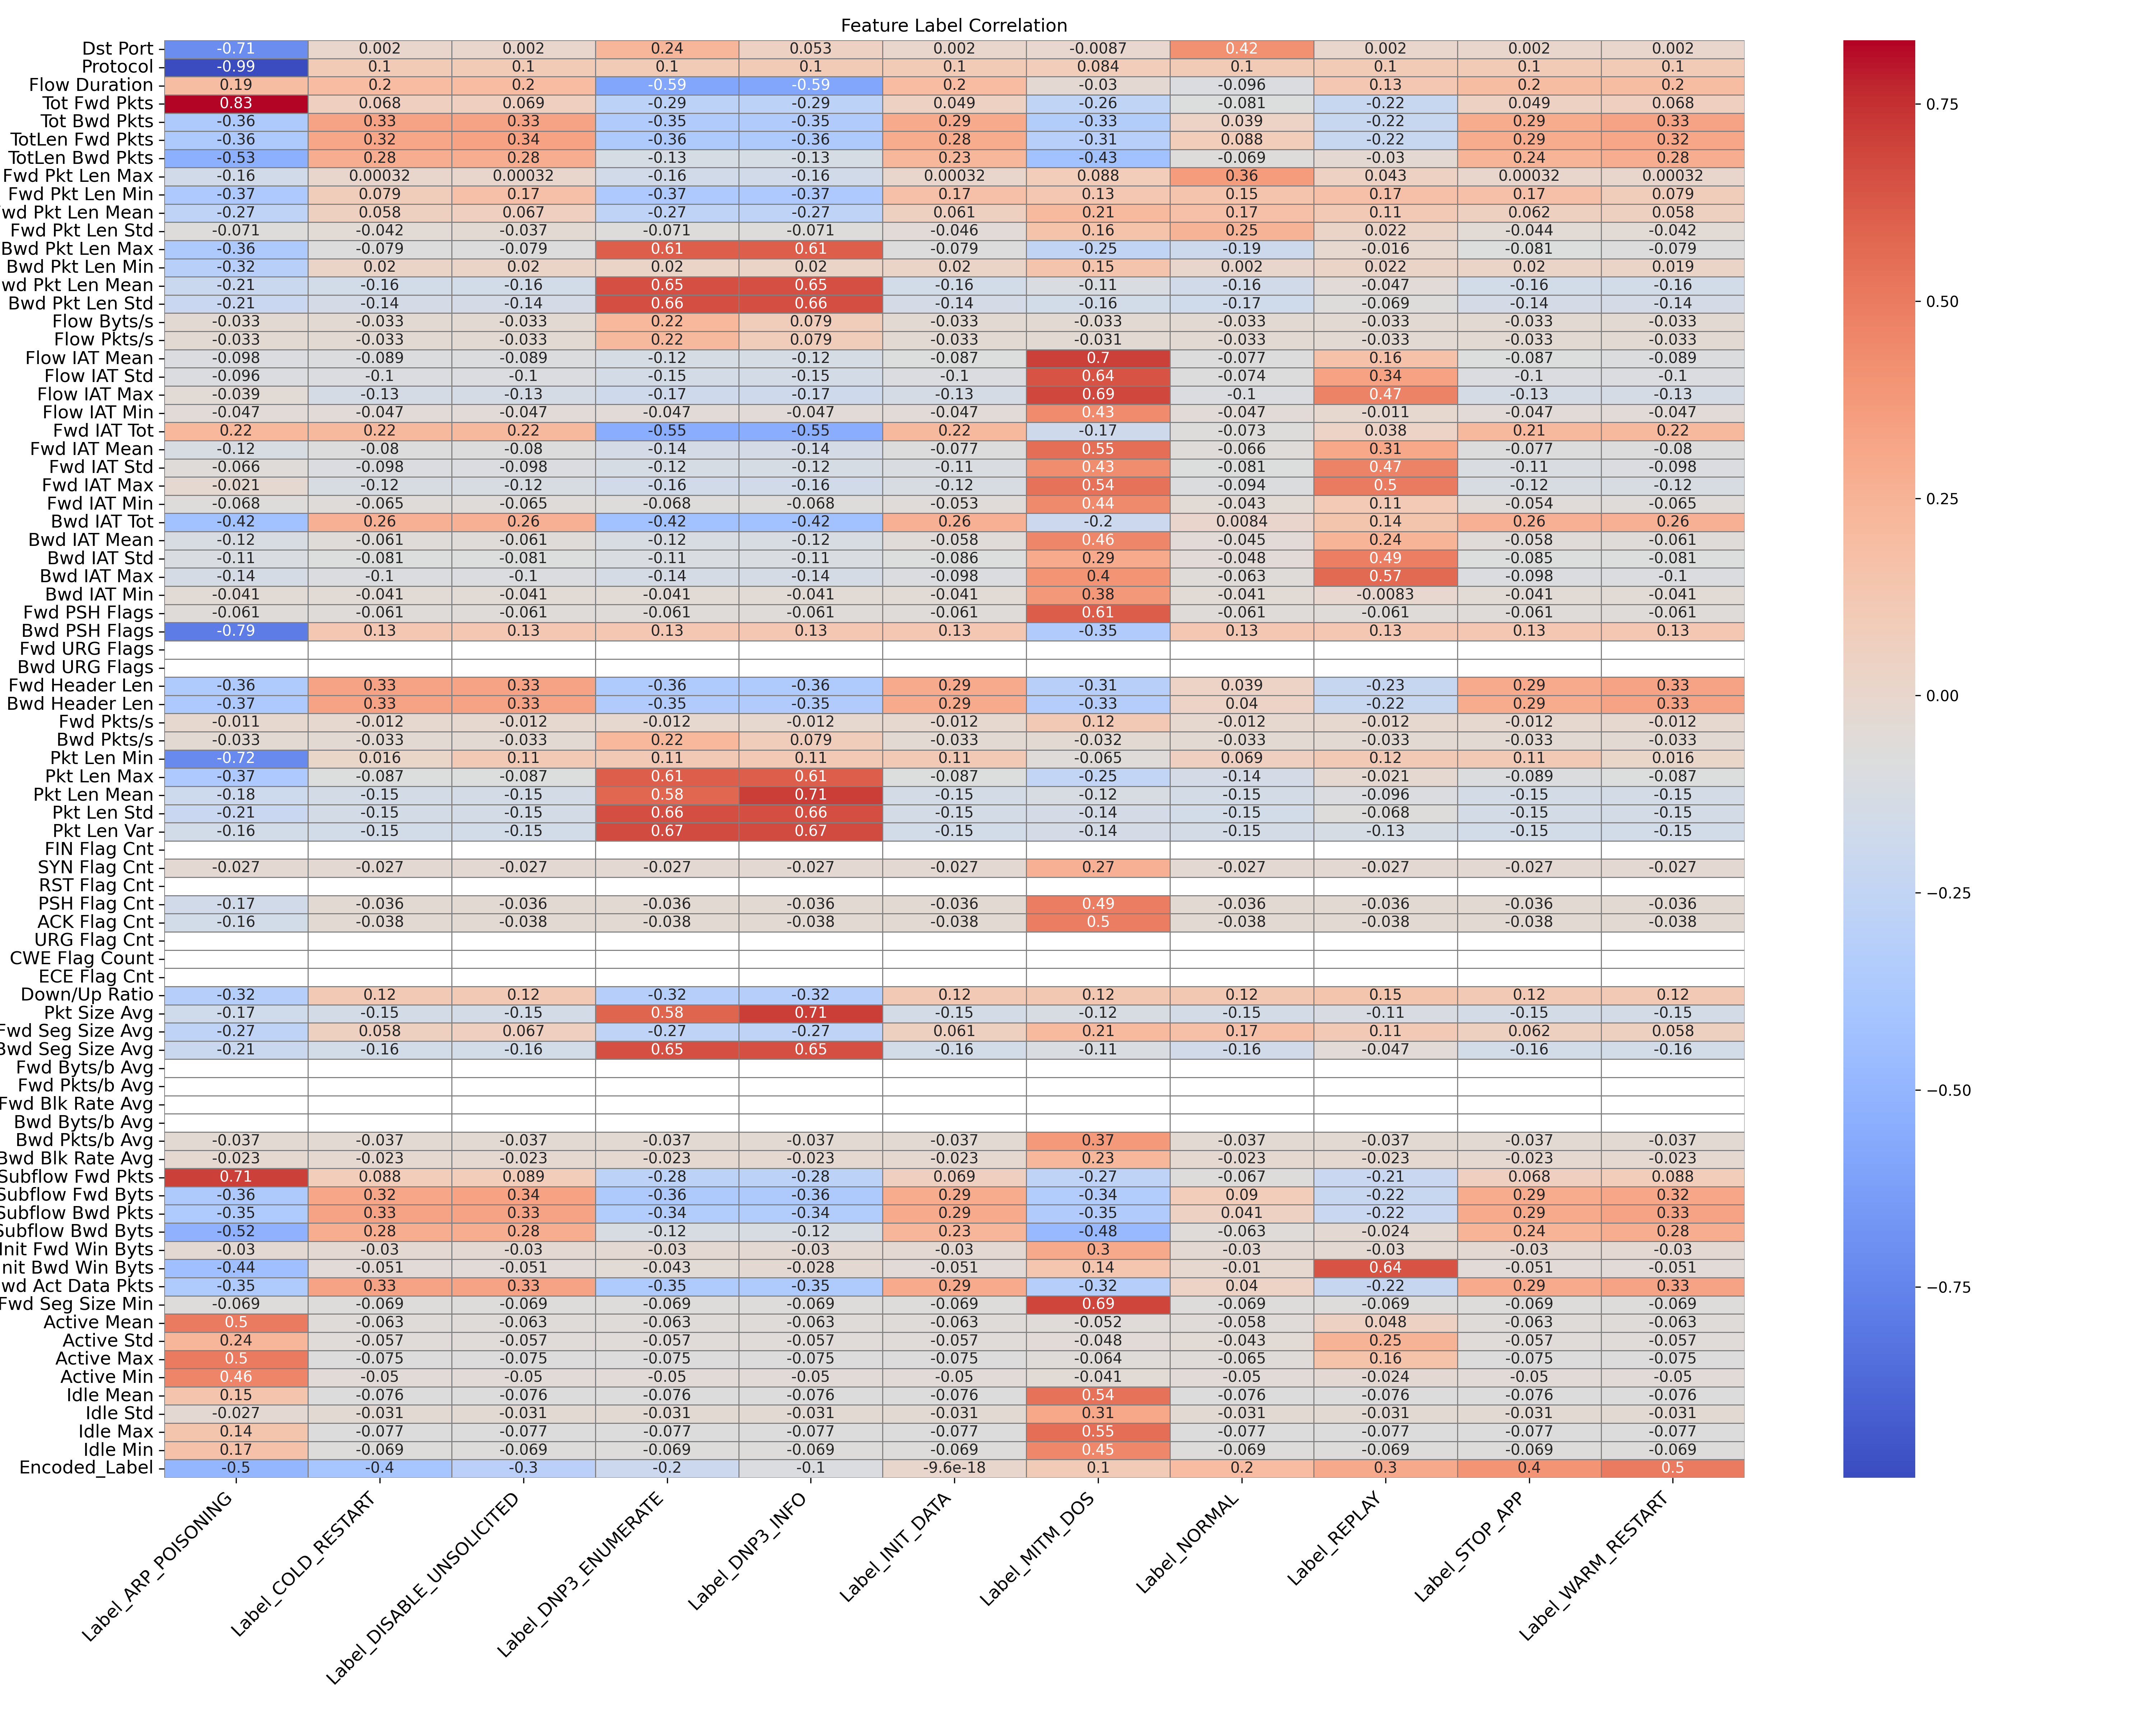 Feature Label Correlation
Dst Port -0.71 0.002 0.002 0.24 0.053 0.002 -0.0087 0.42 0.002 0.002 0.002
Protocol -0.99 0.1 0.1 0.1 0.1 0.1 0.084 0.1 0.1 0.1 0.1
Flow Duration 0.19 0.2 0.2 -0.59 -0.59 0.2 -0.03 -0.096 0.13 0.2 0.2
Tot Fwd Pkts 0.83 0.068 0.069 -0.29 -0.29 0.049 -0.26 -0.081 -0.22 0.049 0.068
Tot Bwd Pkts -0.36 0.33 0.33 -0.35 -0.35 0.29 -0.33 0.039 -0.22 0.29 0.33
TotLen Fwd Pkts -0.36 0.32 0.34 -0.36 -0.36 0.28 -0.31 0.088 -0.22 0.29 0.32
TotLen Bwd Pkts -0.53 0.28 0.28 -0.13 -0.13 0.23 -0.43 -0.069 -0.03 0.24 0.28
Fwd Pkt Len Max -0.16 0.00032 0.00032 -0.16 -0.16 0.00032 0.088 0.36 0.043 0.00032 0.00032
Fwd Pkt Len Min -0.37 0.079 0.17 -0.37 -0.37 0.17 0.13 0.15 0.17 0.17 0.079
wd Pkt Len Mean -0.27 0.058 0.067 -0.27 -0.27 0.061 0.21 0.17 0.11 0.062 0.058
Fwd Pkt Len Std -0.071 -0.042 -0.037 -0.071 -0.071 -0.046 0.16 0.25 0.022 -0.044 -0.042
Bwd Pkt Len Max -0.36 -0.079 -0.079 0.61 0.61 -0.079 -0.25 -0.19 -0.016 -0.081 -0.079
Bwd Pkt Len Min -0.32 0.02 0.02 0.02 0.02 0.02 0.15 0.002 0.022 0.02 0.019
wd Pkt Len Mean -0.21 -0.16 -0.16 0.65 0.65 -0.16 -0.11 -0.16 -0.047 -0.16 -0.16
Bwd Pkt Len Std -0.21 -0.14 -0.14 0.66 0.66 -0.14 -0.16 -0.17 -0.069 -0.14 -0.14
Flow Byts/s -0.033 -0.033 -0.033 0.22 0.079 -0.033 -0.033 -0.033 -0.033 -0.033 -0.033
Flow Pkts/s -0.033 -0.033 -0.033 0.22 0.079 -0.033 -0.031 -0.033 -0.033 -0.033 -0.033
Flow IAT Mean -0.098 -0.089 -0.089 -0.12 -0.12 -0.087 0.7 -0.077 0.16 -0.087 -0.089
Flow IAT Std -0.096 -0.1 -0.1 -0.15 -0.15 -0.1 0.64 -0.074 0.34 -0.1 -0.1
Flow IAT Max -0.039 -0.13 -0.13 -0.17 -0.17 -0.13 0.69 -0.1 0.47 -0.13 -0.13
Flow IAT Min -0.047 -0.047 -0.047 -0.047 -0.047 -0.047 0.43 -0.047 -0.011 -0.047 -0.047
Fwd IAT Tot 0.22 0.22 0.22 -0.55 -0.55 0.22 -0.17 -0.073 0.038 0.21 0.22
Fwd IAT Mean -0.12 -0.08 -0.08 -0.14 -0.14 -0.077 0.55 -0.066 0.31 -0.077 -0.08
Fwd IAT Std -0.066 -0.098 -0.098 -0.12 -0.12 -0.11 0.43 -0.081 0.47 -0.11 -0.098
Fwd IAT Max -0.021 -0.12 -0.12 -0.16 -0.16 -0.12 0.54 -0.094 0.5 -0.12 -0.12
Fwd IAT Min -0.068 -0.065 -0.065 -0.068 -0.068 -0.053 0.44 -0.043 0.11 -0.054 -0.065
Bwd IAT Tot -0.42 0.26 0.26 -0.42 -0.42 0.26 -0.2 0.0084 0.14 0.26 0.26
Bwd IAT Mean -0.12 -0.061 -0.061 -0.12 -0.12 -0.058 0.46 -0.045 0.24 -0.058 -0.061
Bwd IAT Std -0.11 -0.081 -0.081 -0.11 -0.11 -0.086 0.29 -0.048 0.49 -0.085 -0.081
Bwd IAT Max -0.14 -0.1 -0.1 -0.14 -0.14 -0.098 0.4 -0.063 0.57 -0.098 -0.1
Bwd IAT Min -0.041 -0.041 -0.041 -0.041 -0.041 -0.041 0.38 -0.041 -0.0083 -0.041 -0.041
Fwd PSH Flags -0.061 -0.061 -0.061 -0.061 -0.061 -0.061 0.61 -0.061 -0.061 -0.061 -0.061
Bwd PSH Flags -0.79 0.13 0.13 0.13 0.13 0.13 -0.35 0.13 0.13 0.13 0.13
Fwd URG Flags
Bwd URG Flags
Fwd Header Len -0.36 0.33 0.33 -0.36 -0.36 0.29 -0.31 0.039 -0.23 0.29 0.33
Bwd Header Len -0.37 0.33 0.33 -0.35 -0.35 0.29 -0.33 0.04 -0.22 0.29 0.33
Fwd Pkts/s -0.011 -0.012 -0.012 -0.012 -0.012 -0.012 0.12 -0.012 -0.012 -0.012 -0.012
Bwd Pkts/s -0.033 -0.033 -0.033 0.22 0.079 -0.033 -0.032 -0.033 -0.033 -0.033 -0.033
Pkt Len Min -0.72 0.016 0.11 0.11 0.11 0.11 -0.065 0.069 0.12 0.11 0.016
Pkt Len Max -0.37 -0.087 -0.087 0.61 0.61 -0.087 -0.25 -0.14 -0.021 -0.089 -0.087
Pkt Len Mean -0.18 -0.15 -0.15 0.58 0.71 -0.15 -0.12 -0.15 -0.096 -0.15 -0.15
Pkt Len Std -0.21 -0.15 -0.15 0.66 0.66 -0.15 -0.14 -0.15 -0.068 -0.15 -0.15
Pkt Len Var -0.16 -0.15 -0.15 0.67 0.67 -0.15 -0.14 -0.15 -0.13 -0.15 -0.15
FIN Flag Cnt
SYN Flag Cnt -0.027 -0.027 -0.027 -0.027 -0.027 -0.027 0.27 -0.027 -0.027 -0.027 -0.027
RST Flag Cnt
PSH Flag Cnt -0.17 -0.036 -0.036 -0.036 -0.036 -0.036 0.49 -0.036 -0.036 -0.036 -0.036
ACK Flag Cnt -0.16 -0.038 -0.038 -0.038 -0.038 -0.038 0.5 -0.038 -0.038 -0.038 -0.038
URG Flag Cnt
CWE Flag Count
ECE Flag Cnt
Down/Up Ratio -0.32 0.12 0.12 -0.32 -0.32 0.12 0.12 0.12 0.15 0.12 0.12
Pkt Size Avg -0.17 -0.15 -0.15 0.58 0.71 -0.15 -0.12 -0.15 -0.11 -0.15 -0.15
Fwd Seg Size Avg -0.27 0.058 0.067 -0.27 -0.27 0.061 0.21 0.17 0.11 0.062 0.058
Bwd Seg Size Avg -0.21 -0.16 -0.16 0.65 0.65 -0.16 -0.11 -0.16 -0.047 -0.16 -0.16
Fwd Byts/b Avg
Fwd Pkts/b Avg
Fwd Blk Rate Avg
Bwd Byts/b Avg
Bwd Pkts/b Avg -0.037 -0.037 -0.037 -0.037 -0.037 -0.037 0.37 -0.037 -0.037 -0.037 -0.037
Bwd Blk Rate Avg -0.023 -0.023 -0.023 -0.023 -0.023 -0.023 0.23 -0.023 -0.023 -0.023 -0.023
Subflow Fwd Pkts 0.71 0.088 0.089 -0.28 -0.28 0.069 -0.27 -0.067 -0.21 0.068 0.088
Subflow Fwd Byts -0.36 0.32 0.34 -0.36 -0.36 0.29 -0.34 0.09 -0.22 0.29 0.32
Subflow Bwd Pkts -0.35 0.33 0.33 -0.34 -0.34 0.29 -0.35 0.041 -0.22 0.29 0.33
Subflow Bwd Byts -0.52 0.28 0.28 -0.12 -0.12 0.23 -0.48 -0.063 -0.024 0.24 0.28
Init Fwd Win Byts -0.03 -0.03 -0.03 -0.03 -0.03 -0.03 0.3 -0.03 -0.03 -0.03 -0.03
nit Bwd Win Byts -0.44 -0.051 -0.051 -0.043 -0.028 -0.051 0.14 -0.01 0.64 -0.051 -0.051
wd Act Data Pkts -0.35 0.33 0.33 -0.35 -0.35 0.29 -0.32 0.04 -0.22 0.29 0.33
Fwd Seg Size Min -0.069 -0.069 -0.069 -0.069 -0.069 -0.069 0.69 -0.069 -0.069 -0.069 -0.069
Active Mean 0.5 -0.063 -0.063 -0.063 -0.063 -0.063 -0.052 -0.058 0.048 -0.063 -0.063
Active Std 0.24 -0.057 -0.057 -0.057 -0.057 -0.057 -0.048 -0.043 0.25 -0.057 -0.057
Active Max 0.5 -0.075 -0.075 -0.075 -0.075 -0.075 -0.064 -0.065 0.16 -0.075 -0.075
Active Min 0.46 -0.05 -0.05 -0.05 -0.05 -0.05 -0.041 -0.05 -0.024 -0.05 -0.05
Idle Mean 0.15 -0.076 -0.076 -0.076 -0.076 -0.076 0.54 -0.076 -0.076 -0.076 -0.076
Idle Std -0.027 -0.031 -0.031 -0.031 -0.031 -0.031 0.31 -0.031 -0.031 -0.031 -0.031
Idle Max 0.14 -0.077 -0.077 -0.077 -0.077 -0.077 0.55 -0.077 -0.077 -0.077 -0.077
Idle Min 0.17 -0.069 -0.069 -0.069 -0.069 -0.069 0.45 -0.069 -0.069 -0.069 -0.069
Encoded_Label -0.5 -0.4 -0.3 -0.2 -0.1 -9.6e-18 0.1 0.2 0.3 0.4 0.5
Label_ARP_POISONING
Label_COLD_RESTART
Label_DISABLE_UNSOLICITED
Label_DNP3_ENUMERATE
Label_DNP3_INFO
Label_INIT_DATA
Label_MITM_DOS
Label_NORMAL
Label_REPLAY
Label_STOP_APP
Label_WARM_RESTART
0.75
0.50
0.25
0.00
−0.25
−0.50
−0.75